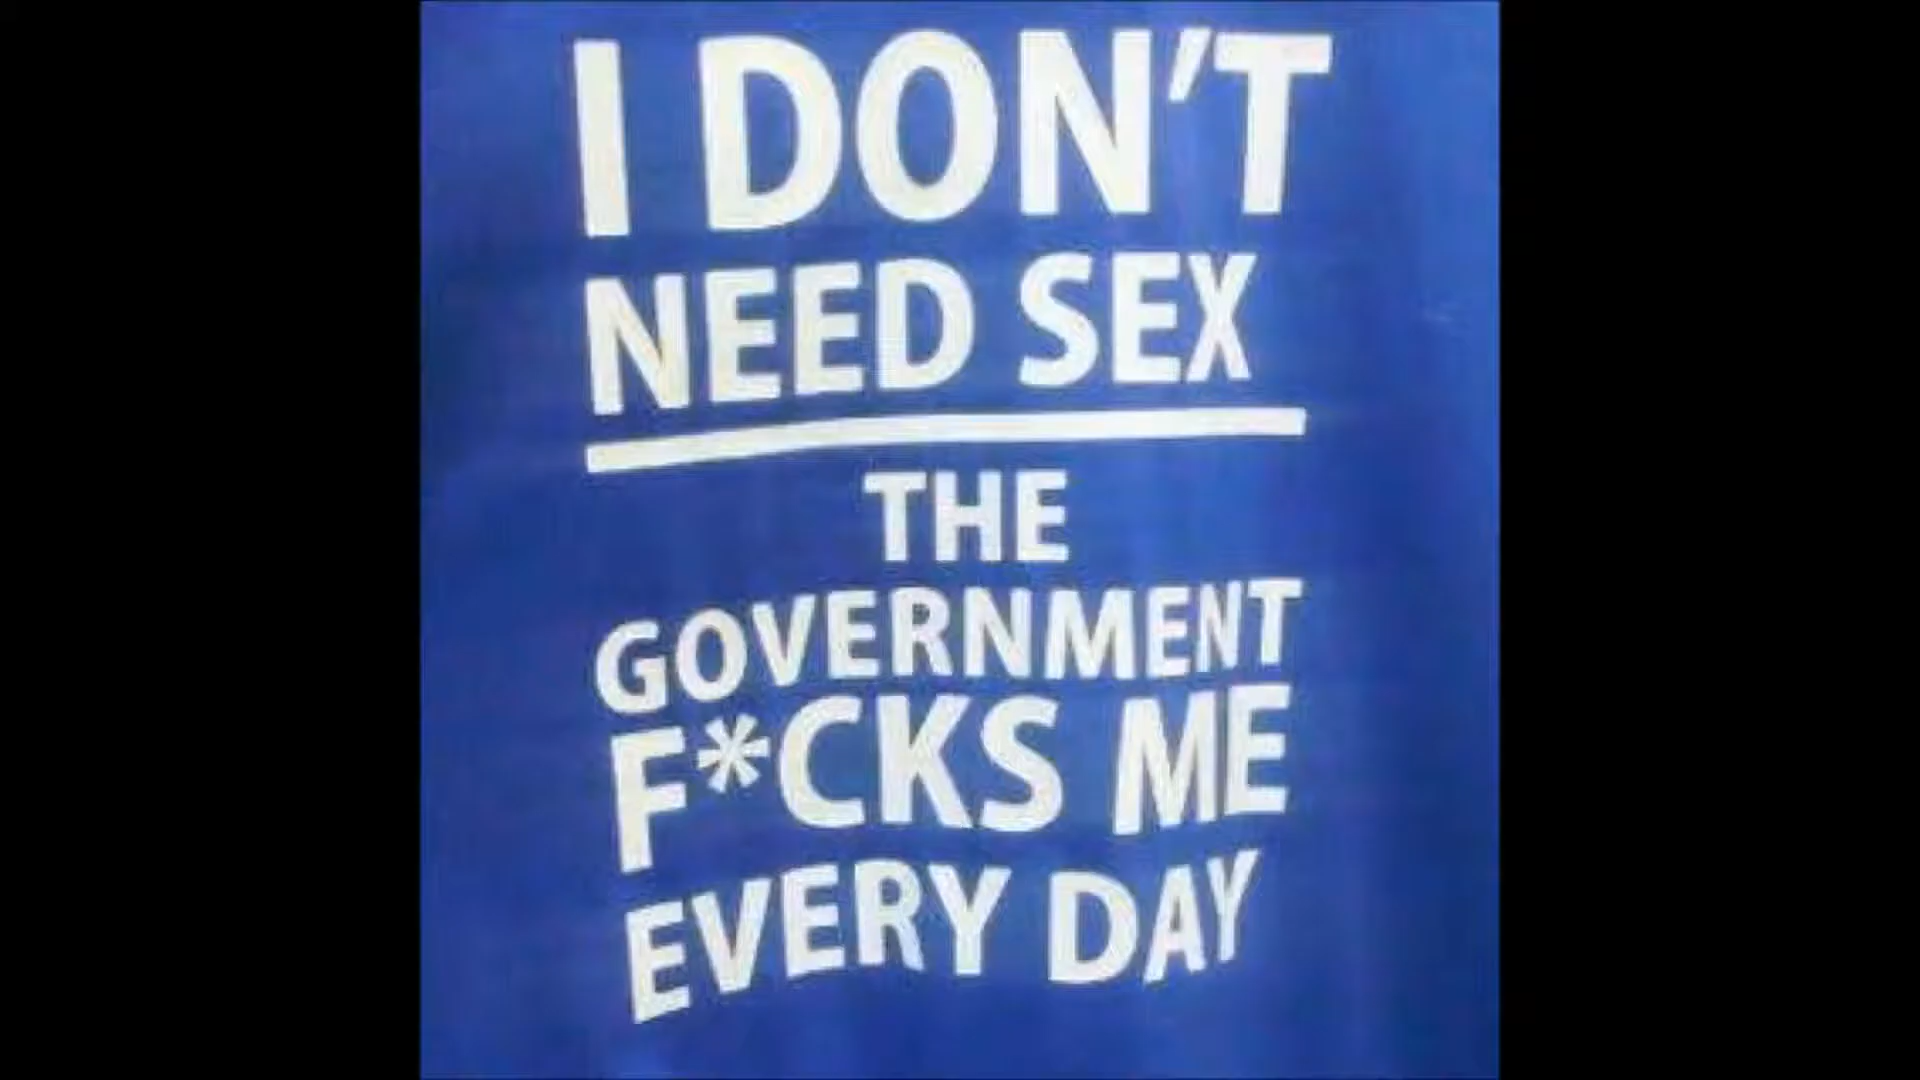 I DON'T
NEED SEX
THE
GOVERNMENT
F*CKS ME
EVERY DAY